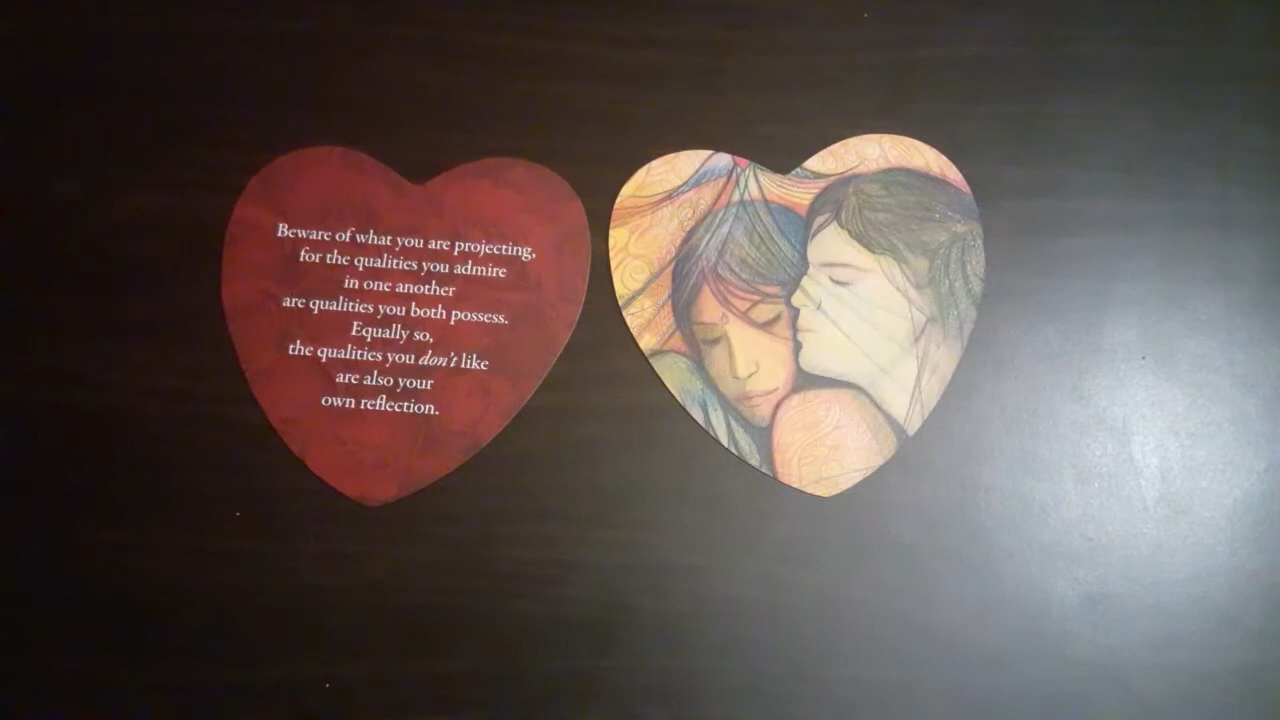 Beware of what you are projecting,
for the qualities you admire
in one another
are qualities you both possess.
Equally so,
the qualities you don't like
are also your
own reflection.